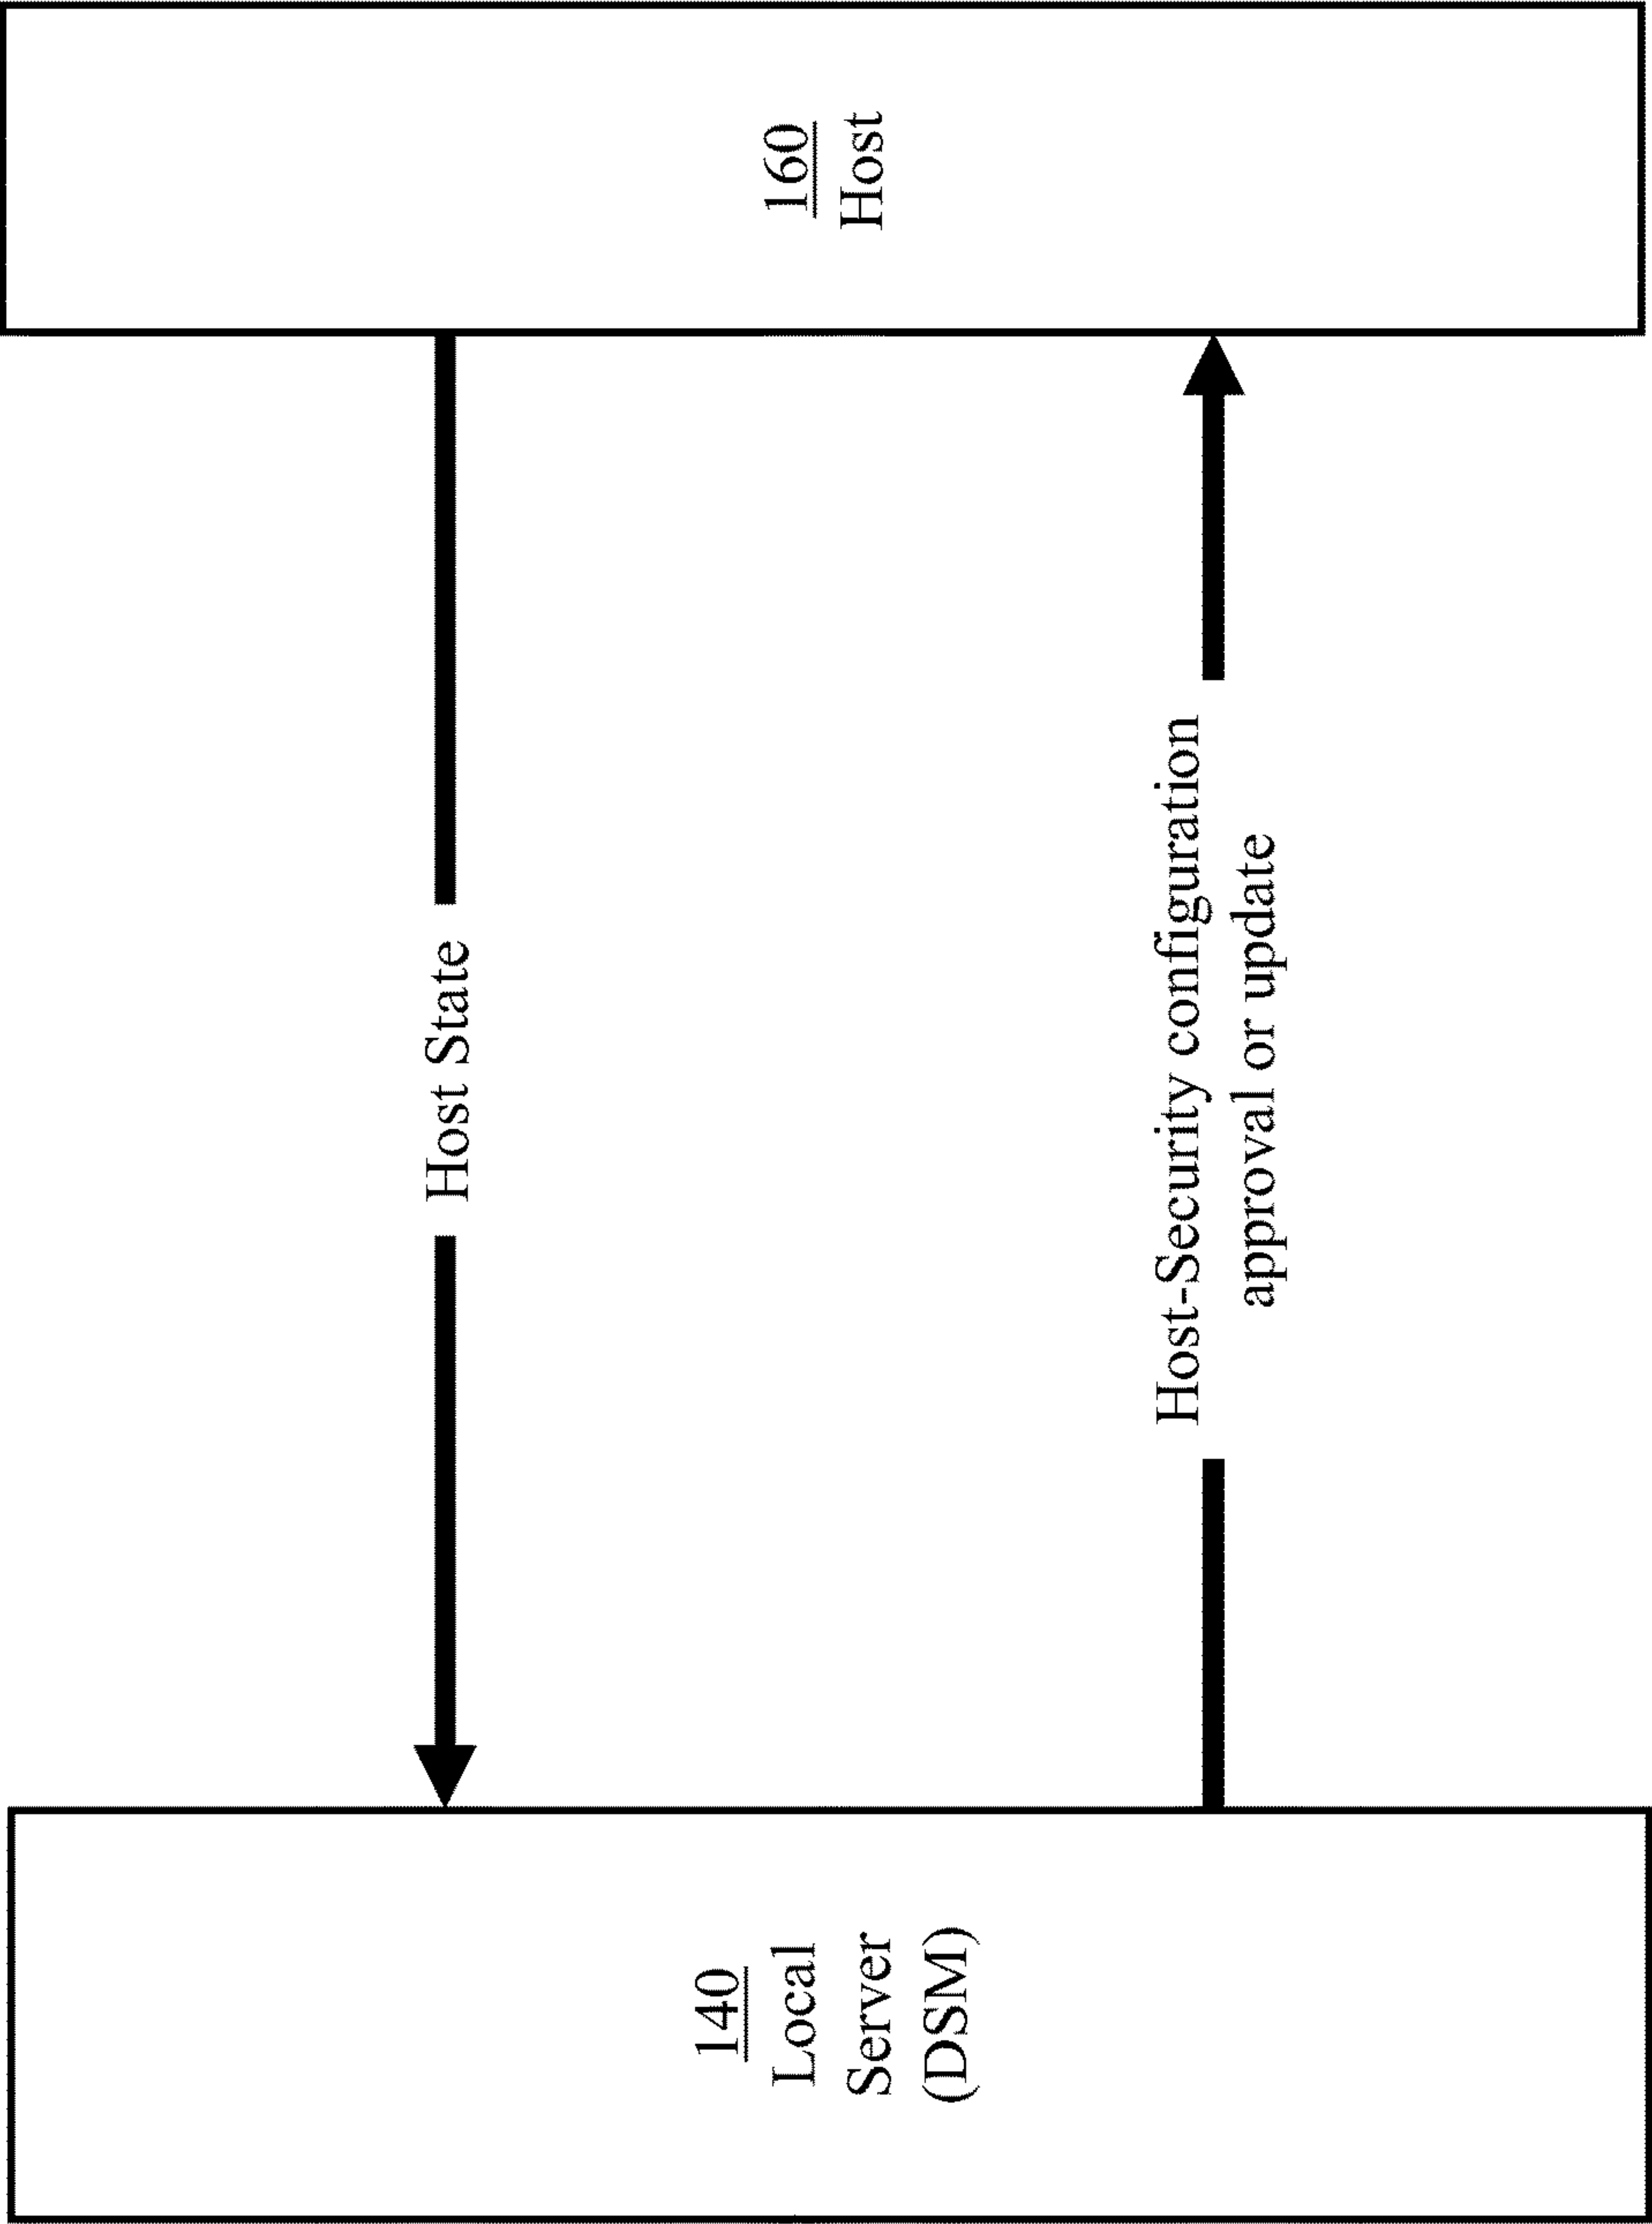 140
Local
Server
(DSM)
Host State
Host-Security configuration
approval or update
160
Host